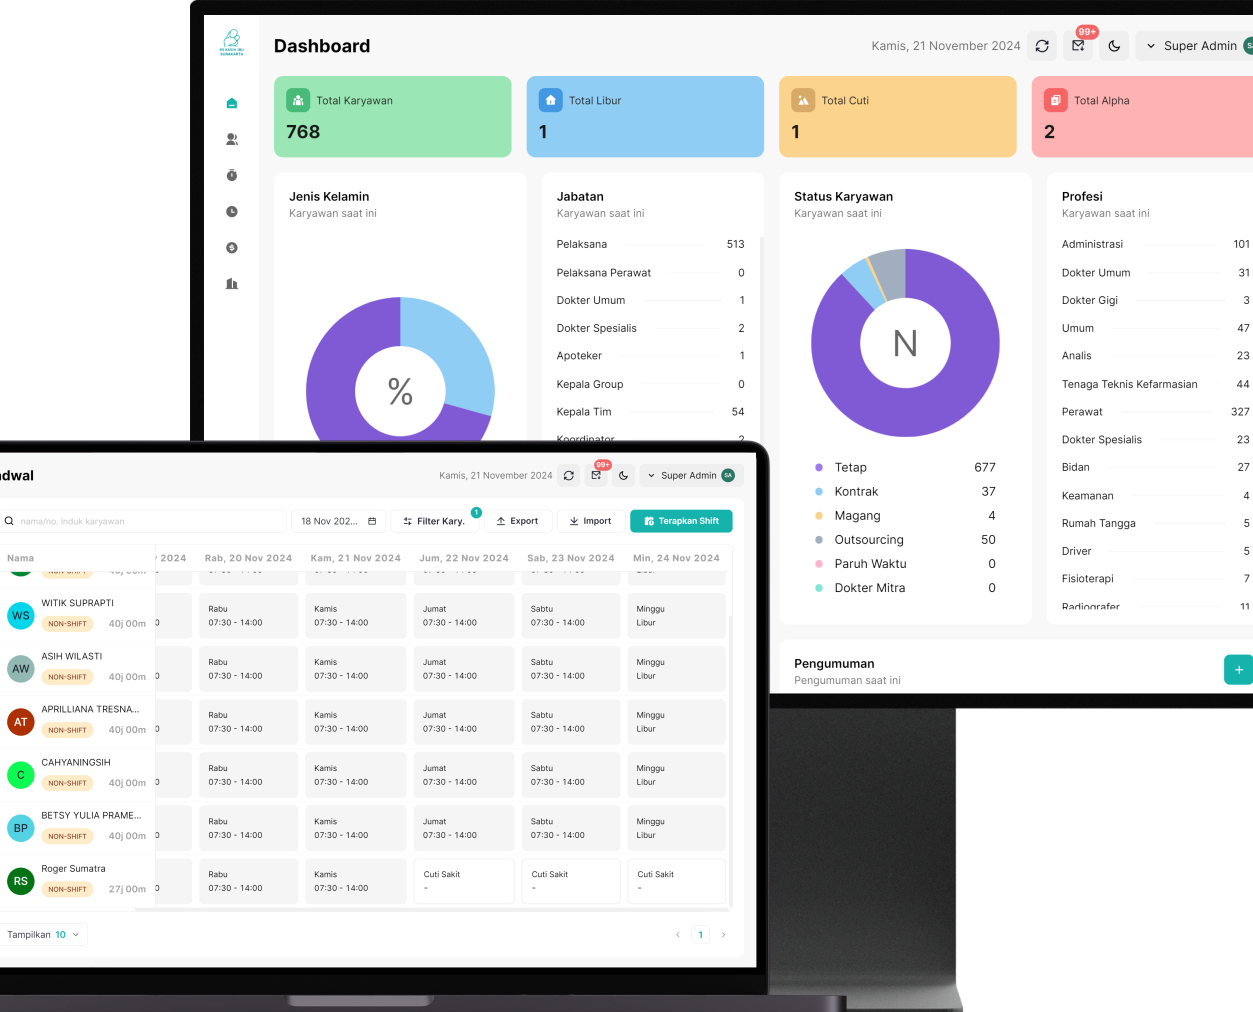 RS KASIH IBU
SURAKARTA
Dashboard
Kamis, 21 November 2024
99+
Super Admin
Total Karyawan
768
Total Libur
1
Total Cuti
1
Total Alpha
2
Jenis Kelamin
Karyawan saat ini
%
Jabatan
Karyawan saat ini
Pelaksana 513
Pelaksana Perawat 0
Dokter Umum 1
Dokter Spesialis 2
Apoteker 1
Kepala Group 0
Kepala Tim 54
Koordinator 2
Status Karyawan
Karyawan saat ini
N
Tetap 677
Kontrak 37
Magang 4
Outsourcing 50
Paruh Waktu 0
Dokter Mitra 0
Profesi
Karyawan saat ini
Administrasi 101
Dokter Umum 31
Dokter Gigi 3
Umum 47
Analis 23
Tenaga Teknis Kefarmasian 44
Perawat 327
Dokter Spesialis 23
Bidan 27
Keamanan 4
Rumah Tangga 5
Driver 5
Fisioterapi 7
Radiografer 11
Pengumuman
Pengumuman saat ini
+
adwal
Kamis, 21 November 2024
99+
Super Admin SA
nama/no. induk karyawan
18 Nov 202...
Filter Kary. 1
Export
Import
Terapkan Shift
Nama 2024 Rab, 20 Nov 2024 Kam, 21 Nov 2024 Jum, 22 Nov 2024 Sab, 23 Nov 2024 Min, 24 Nov 2024
WS WITIK SUPRAPTI Rabu Kamis Jumat Sabtu Minggu
NON-SHIFT 40j 00m 0 07:30 - 14:00 07:30 - 14:00 07:30 - 14:00 07:30 - 14:00 Libur
AW ASIH WILASTI Rabu Kamis Jumat Sabtu Minggu
NON-SHIFT 40j 00m 0 07:30 - 14:00 07:30 - 14:00 07:30 - 14:00 07:30 - 14:00 Libur
AT APRILLIANA TRESNA... Rabu Kamis Jumat Sabtu Minggu
NON-SHIFT 40j 00m 0 07:30 - 14:00 07:30 - 14:00 07:30 - 14:00 07:30 - 14:00 Libur
C CAHYANINGSIH Rabu Kamis Jumat Sabtu Minggu
NON-SHIFT 40j 00m 0 07:30 - 14:00 07:30 - 14:00 07:30 - 14:00 07:30 - 14:00 Libur
BP BETSY YULIA PRAME... Rabu Kamis Jumat Sabtu Minggu
NON-SHIFT 40j 00m 0 07:30 - 14:00 07:30 - 14:00 07:30 - 14:00 07:30 - 14:00 Libur
RS Roger Sumatra Rabu Kamis Cuti Sakit Cuti Sakit Cuti Sakit
NON-SHIFT 27j 00m 0 07:30 - 14:00 07:30 - 14:00 - - -
Tampilkan 10
1